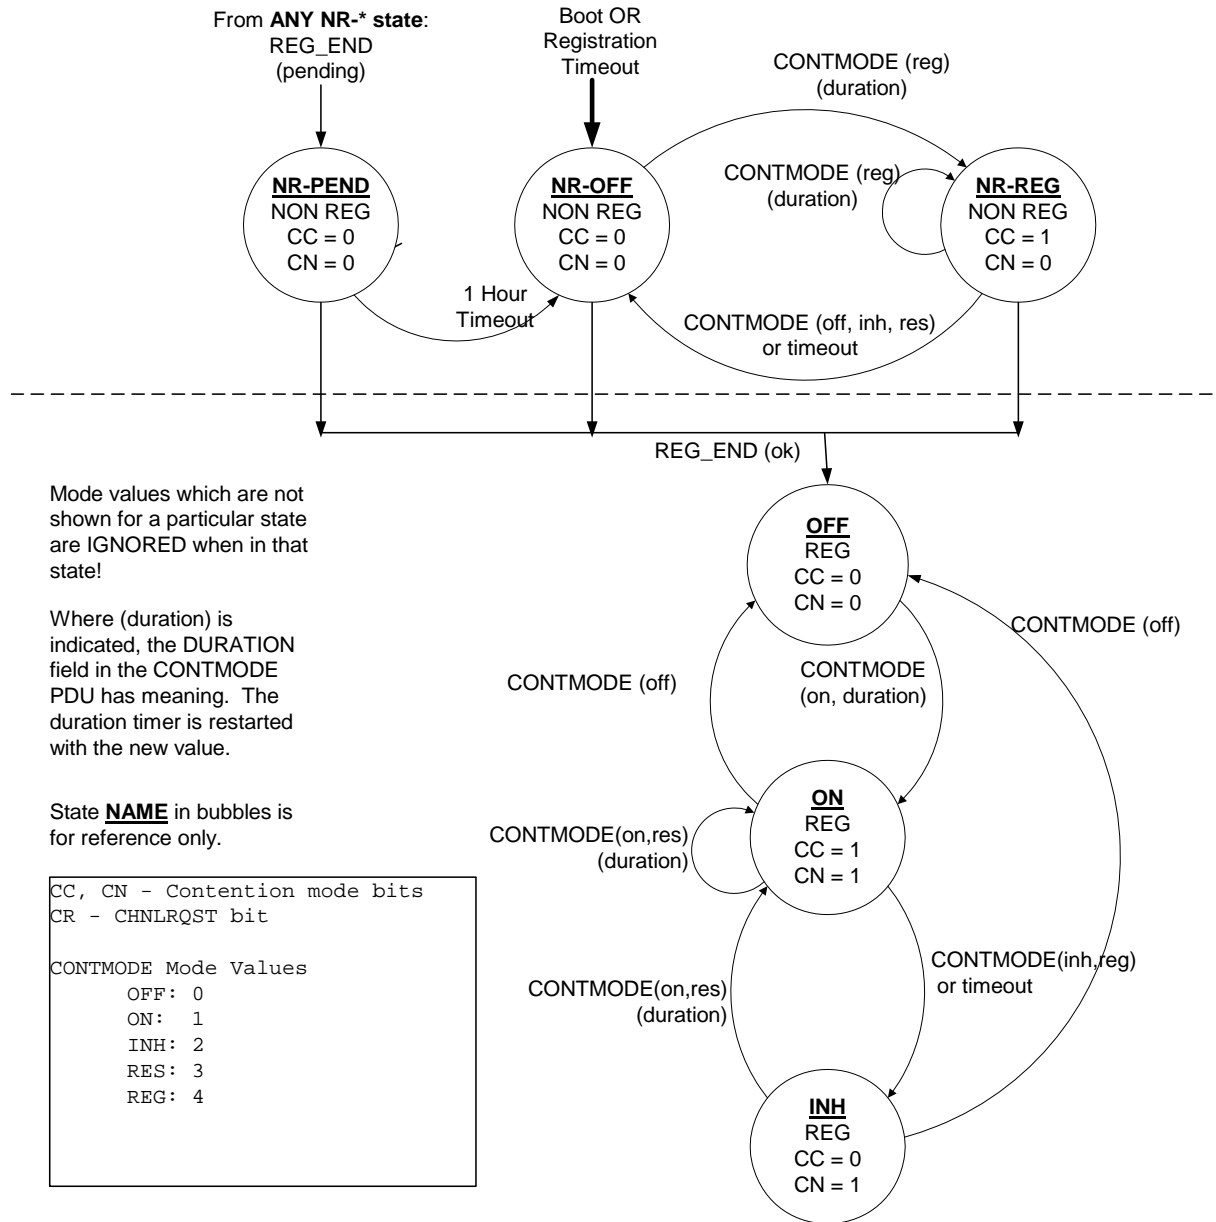 From ANY NR-* state:
REG_END
(pending)
Boot OR
Registration
Timeout
CONTMODE (reg)
(duration)
NR-PEND
NON REG
CC = 0
CN = 0
NR-OFF
NON REG
CC = 0
CN = 0
CONTMODE (reg)
(duration)
NR-REG
NON REG
CC = 1
CN = 0
1 Hour
Timeout
CONTMODE (off, inh, res)
or timeout
REG_END (ok)
Mode values which are not
shown for a particular state
are IGNORED when in that
state!
Where (duration) is
indicated, the DURATION
field in the CONTMODE
PDU has meaning. The
duration timer is restarted
with the new value.
State NAME in bubbles is
for reference only.
CC, CN - Contention mode bits
CR - CHNLRQST bit
CONTMODE Mode Values
OFF: 0
ON: 1
INH: 2
RES: 3
REG: 4
OFF
REG
CC = 0
CN = 0
CONTMODE (off)
CONTMODE
(on, duration)
CONTMODE (off)
ON
REG
CC = 1
CN = 1
CONTMODE(on,res)
(duration)
CONTMODE(on,res)
(duration)
CONTMODE(inh,reg)
or timeout
INH
REG
CC = 0
CN = 1